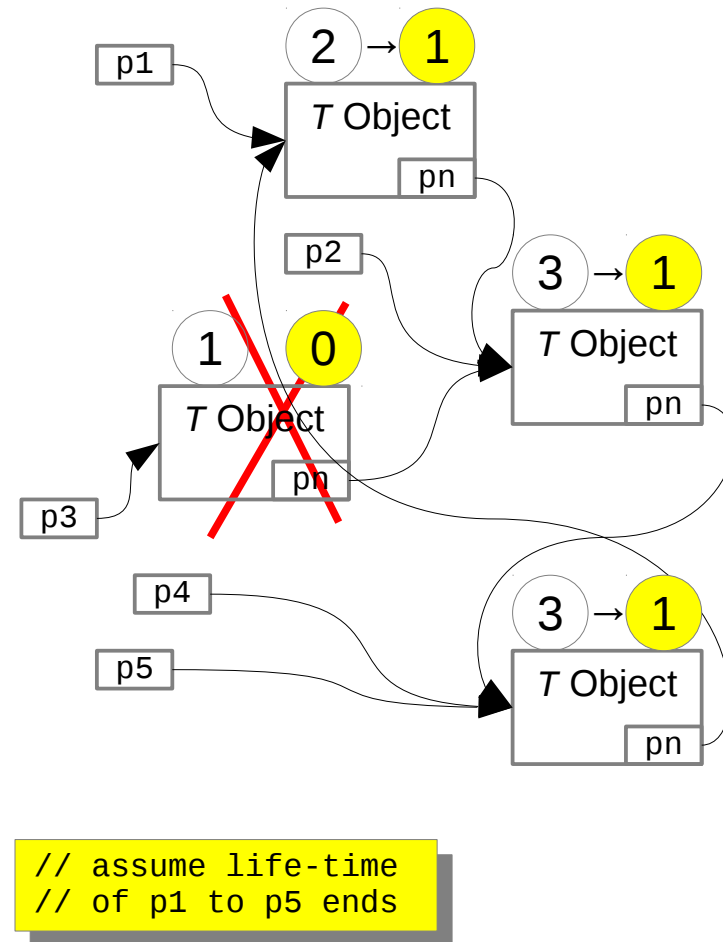 2 → 1
p1
T Object
pn
p2
3 → 1
T Object
pn
1 0
T Object
pn
p3
p4
3 → 1
T Object
pn
p5
// assume life-time
// of p1 to p5 ends